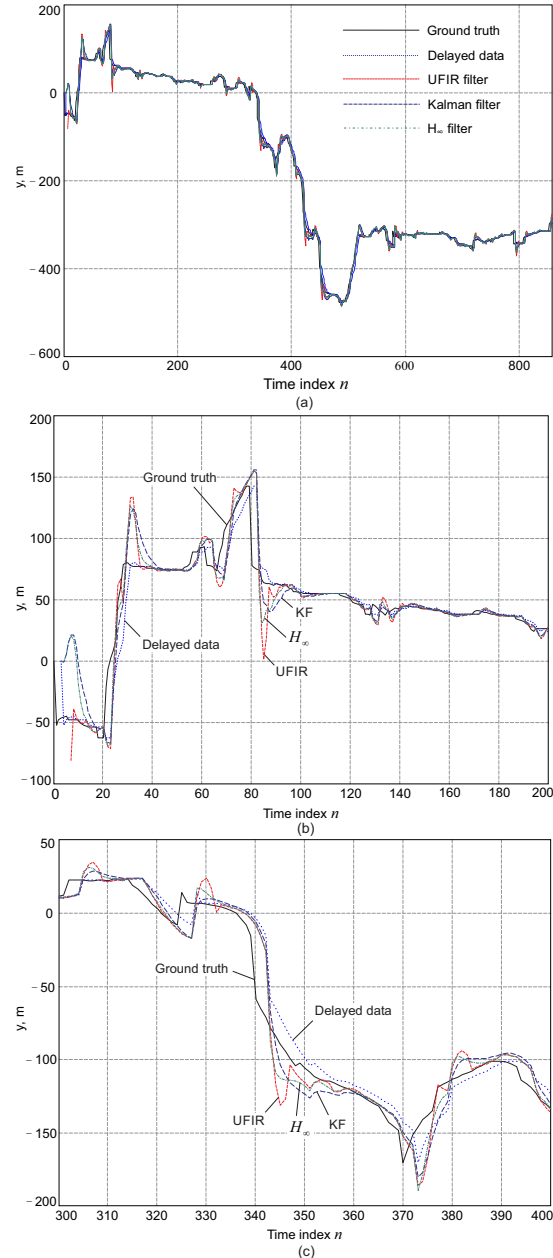 200
0
−200
−400
−600
y, m
Ground truth
Delayed data
UFIR filter
Kalman filter
H∞ filter
0
200
400
600
800
Time index n
(a)
200
150
100
50
0
−50
−100
y, m
Ground truth
Delayed data
KF
H∞
UFIR
0
20
40
60
80
100
120
140
160
180
200
Time index n
(b)
50
0
−50
−100
−150
−200
y, m
Ground truth
Delayed data
UFIR
H∞
KF
300
310
320
330
340
350
360
370
380
390
400
Time index n
(c)